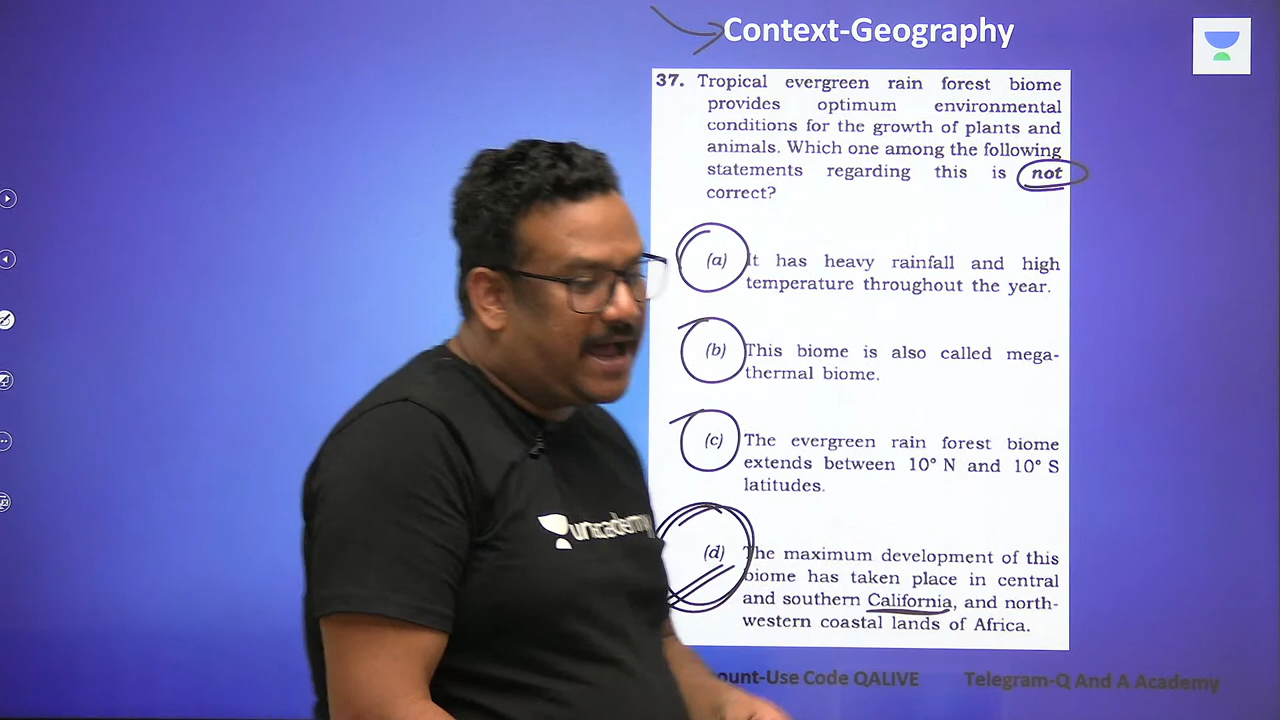 Context-Geography
37. Tropical evergreen rain forest biome
provides optimum environmental
conditions for the growth of plants and
animals. Which one among the following
statements regarding this is not
correct?
(a) It has heavy rainfall and high
temperature throughout the year.
(b) This biome is also called mega-
thermal biome.
(c) The evergreen rain forest biome
extends between 10° N and 10° S
latitudes.
(d) The maximum development of this
biome has taken place in central
and southern California, and north-
western coastal lands of Africa.
unacademy
ount-Use Code QALIVE Telegram-Q And A Academy